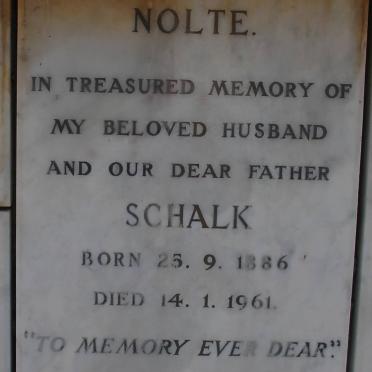 NOLTE.
IN TREASURED MEMORY OF
MY BELOVED HUSBAND
AND OUR DEAR FATHER
SCHALK
BORN 25. 9. 1886
DIED 14. 1. 1961.
"TO MEMORY EVER DEAR."